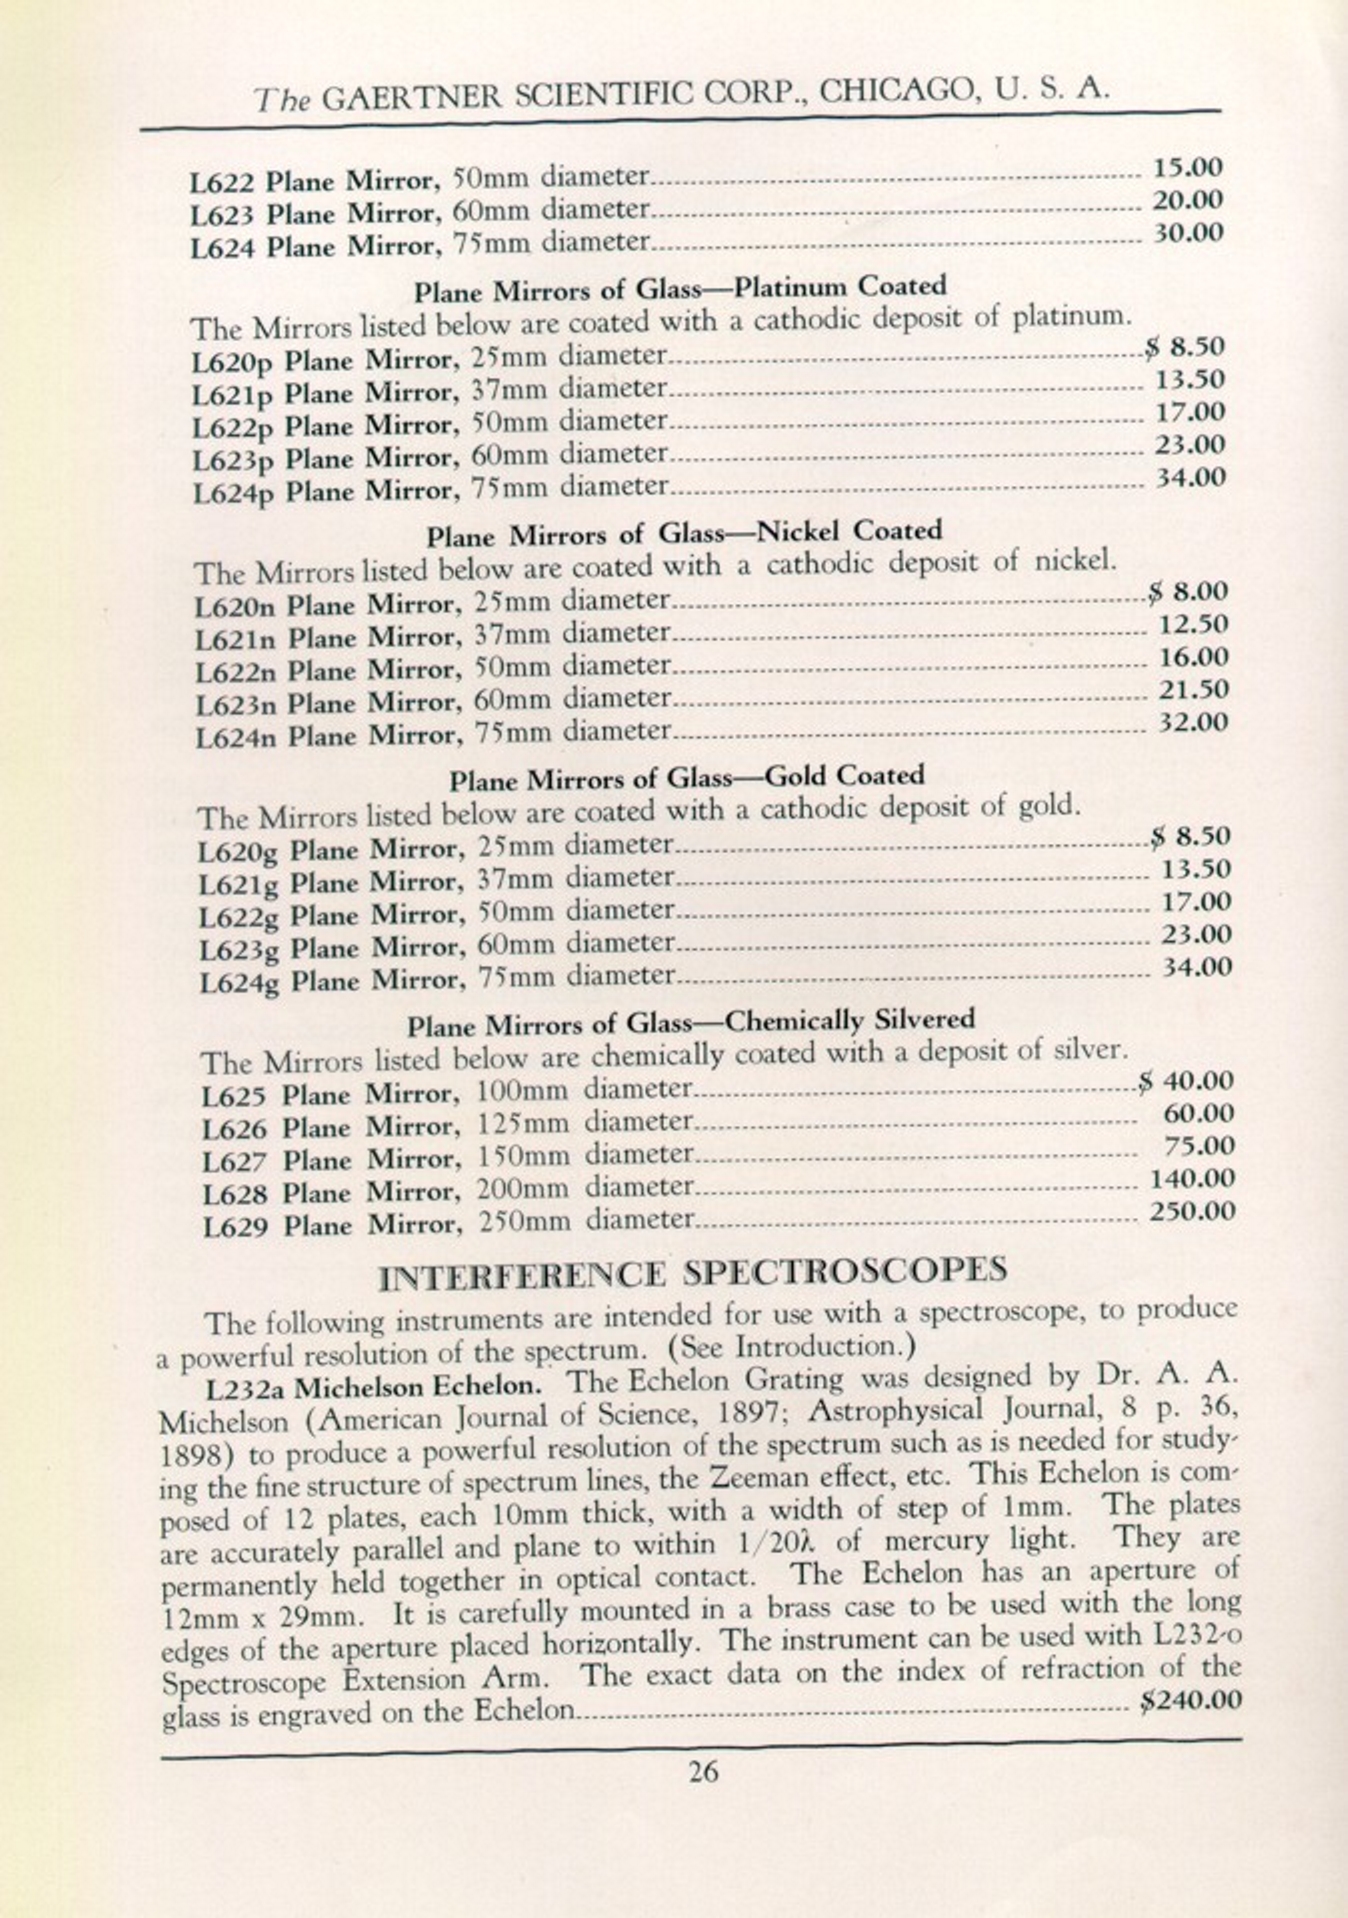 The GAERTNER SCIENTIFIC CORP., CHICAGO, U. S. A.
L622 Plane Mirror, 50mm diameter........ 15.00
L623 Plane Mirror, 60mm diameter........ 20.00
L624 Plane Mirror, 75mm diameter........ 30.00
Plane Mirrors of Glass—Platinum Coated
The Mirrors listed below are coated with a cathodic deposit of platinum.
L620p Plane Mirror, 25mm diameter........$ 8.50
L621p Plane Mirror, 37mm diameter........ 13.50
L622p Plane Mirror, 50mm diameter........ 17.00
L623p Plane Mirror, 60mm diameter........ 23.00
L624p Plane Mirror, 75mm diameter........ 34.00
Plane Mirrors of Glass—Nickel Coated
The Mirrors listed below are coated with a cathodic deposit of nickel.
L620n Plane Mirror, 25mm diameter........$ 8.00
L621n Plane Mirror, 37mm diameter........ 12.50
L622n Plane Mirror, 50mm diameter........ 16.00
L623n Plane Mirror, 60mm diameter........ 21.50
L624n Plane Mirror, 75mm diameter........ 32.00
Plane Mirrors of Glass—Gold Coated
The Mirrors listed below are coated with a cathodic deposit of gold.
L620g Plane Mirror, 25mm diameter........$ 8.50
L621g Plane Mirror, 37mm diameter........ 13.50
L622g Plane Mirror, 50mm diameter........ 17.00
L623g Plane Mirror, 60mm diameter........ 23.00
L624g Plane Mirror, 75mm diameter........ 34.00
Plane Mirrors of Glass—Chemically Silvered
The Mirrors listed below are chemically coated with a deposit of silver.
L625 Plane Mirror, 100mm diameter........$ 40.00
L626 Plane Mirror, 125mm diameter........ 60.00
L627 Plane Mirror, 150mm diameter........ 75.00
L628 Plane Mirror, 200mm diameter........ 140.00
L629 Plane Mirror, 250mm diameter........ 250.00
INTERFERENCE SPECTROSCOPES
The following instruments are intended for use with a spectroscope, to produce
a powerful resolution of the spectrum. (See Introduction.)
L232a Michelson Echelon. The Echelon Grating was designed by Dr. A. A.
Michelson (American Journal of Science, 1897; Astrophysical Journal, 8 p. 36,
1898) to produce a powerful resolution of the spectrum such as is needed for study-
ing the fine structure of spectrum lines, the Zeeman effect, etc. This Echelon is com-
posed of 12 plates, each 10mm thick, with a width of step of 1mm. The plates
are accurately parallel and plane to within 1/20λ of mercury light. They are
permanently held together in optical contact. The Echelon has an aperture of
12mm x 29mm. It is carefully mounted in a brass case to be used with the long
edges of the aperture placed horizontally. The instrument can be used with L232-o
Spectroscope Extension Arm. The exact data on the index of refraction of the
glass is engraved on the Echelon........ $240.00
26